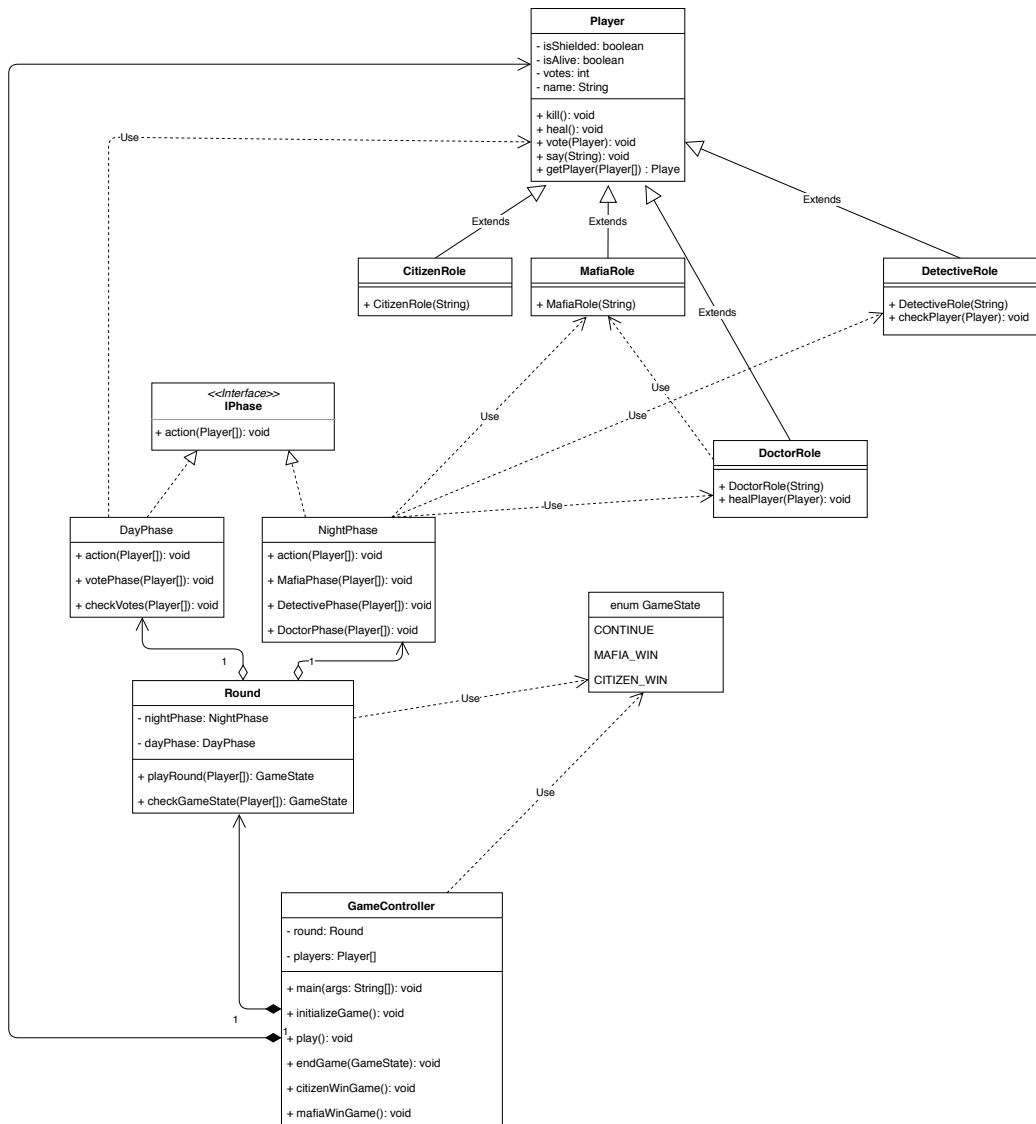 Player
- isShielded: boolean
- isAlive: boolean
- votes: int
- name: String
+ kill(): void
+ heal(): void
+ vote(Player): void
+ say(String): void
+ getPlayer(Player[]) : Playe
Use
Extends
Extends
Extends
Extends
CitizenRole
+ CitizenRole(String)
MafiaRole
+ MafiaRole(String)
DetectiveRole
+ DetectiveRole(String)
+ checkPlayer(Player): void
<<Interface>>
IPhase
+ action(Player[]): void
Use
Use
Use
Use
DoctorRole
+ DoctorRole(String)
+ healPlayer(Player): void
DayPhase
+ action(Player[]): void
+ votePhase(Player[]): void
+ checkVotes(Player[]): void
NightPhase
+ action(Player[]): void
+ MafiaPhase(Player[]): void
+ DetectivePhase(Player[]): void
+ DoctorPhase(Player[]): void
enum GameState
CONTINUE
MAFIA_WIN
CITIZEN_WIN
1
1
Round
- nightPhase: NightPhase
- dayPhase: DayPhase
+ playRound(Player[]): GameState
+ checkGameState(Player[]): GameState
Use
Use
GameController
- round: Round
- players: Player[]
+ main(args: String[]): void
+ initializeGame(): void
+ play(): void
+ endGame(GameState): void
+ citizenWinGame(): void
+ mafiaWinGame(): void
1
1